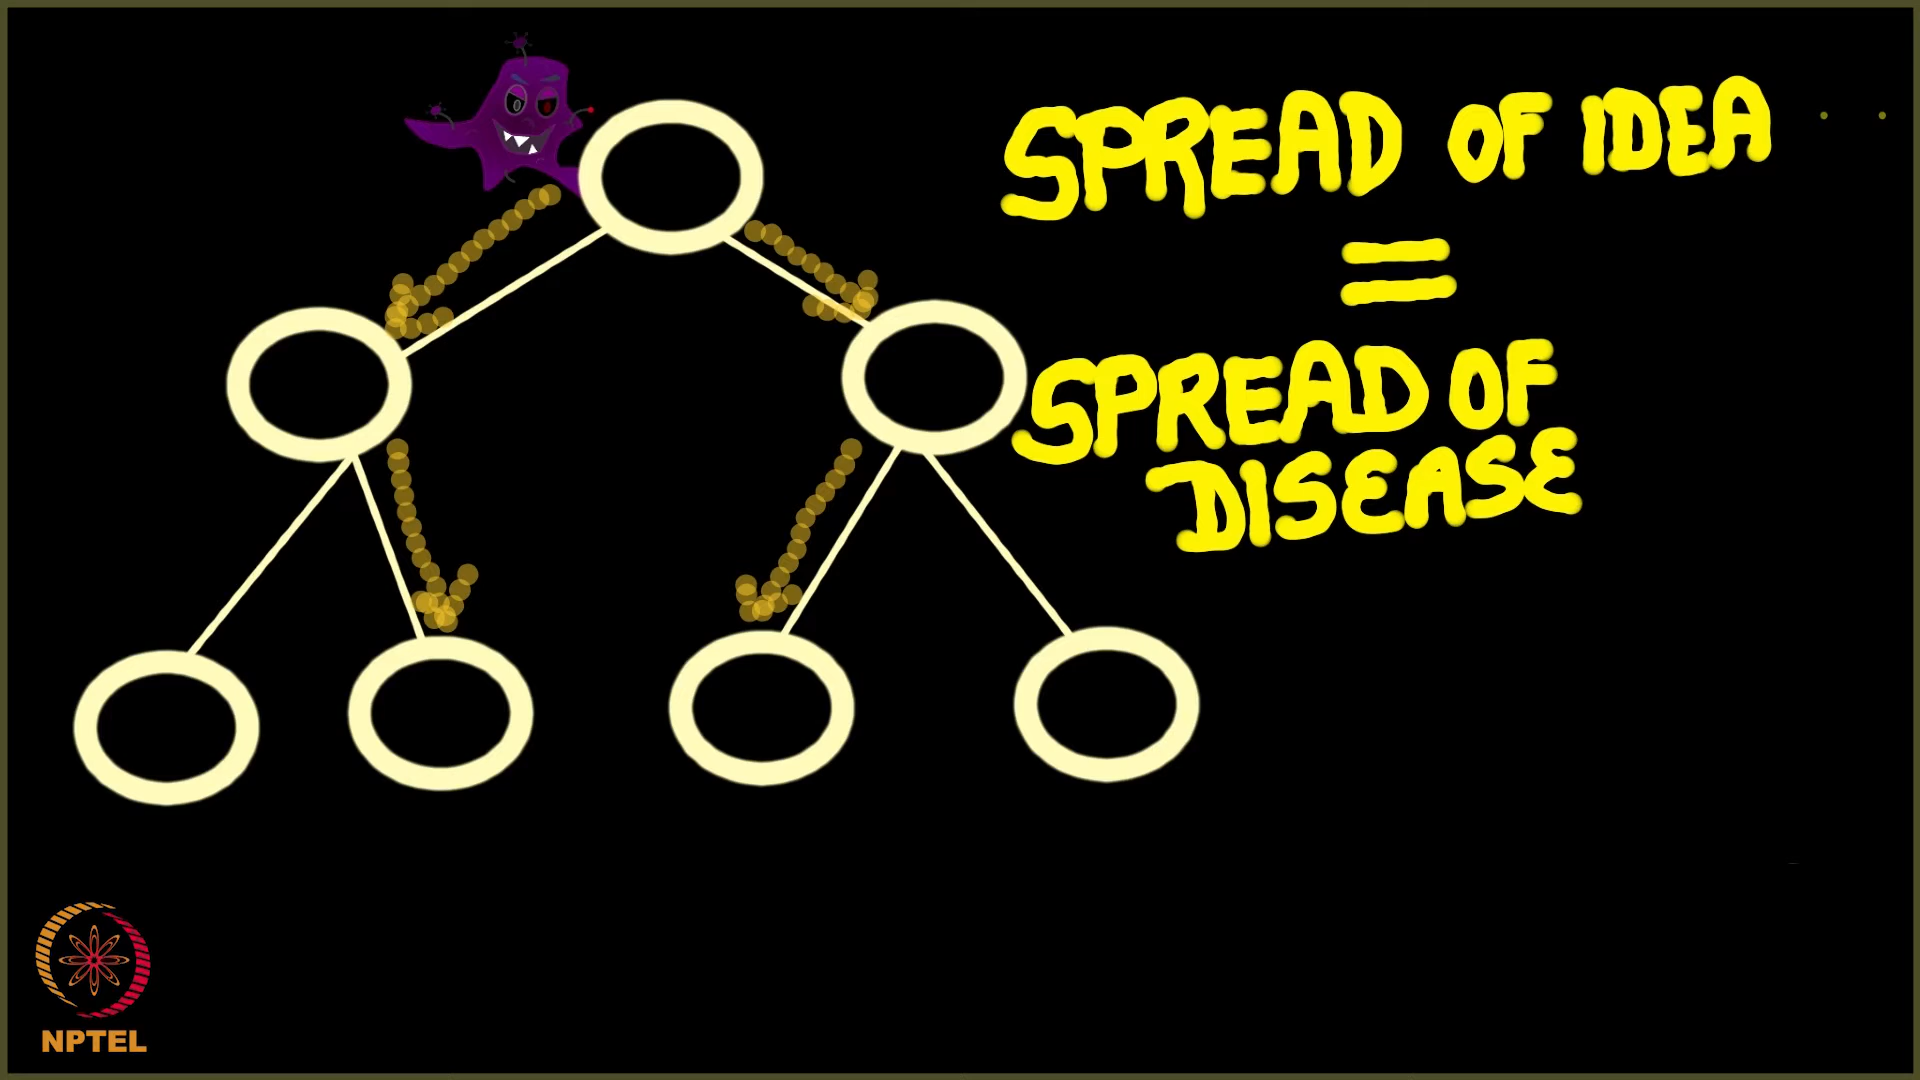 SPREAD OF IDEA
=
SPREAD OF
DISEASE
NPTEL